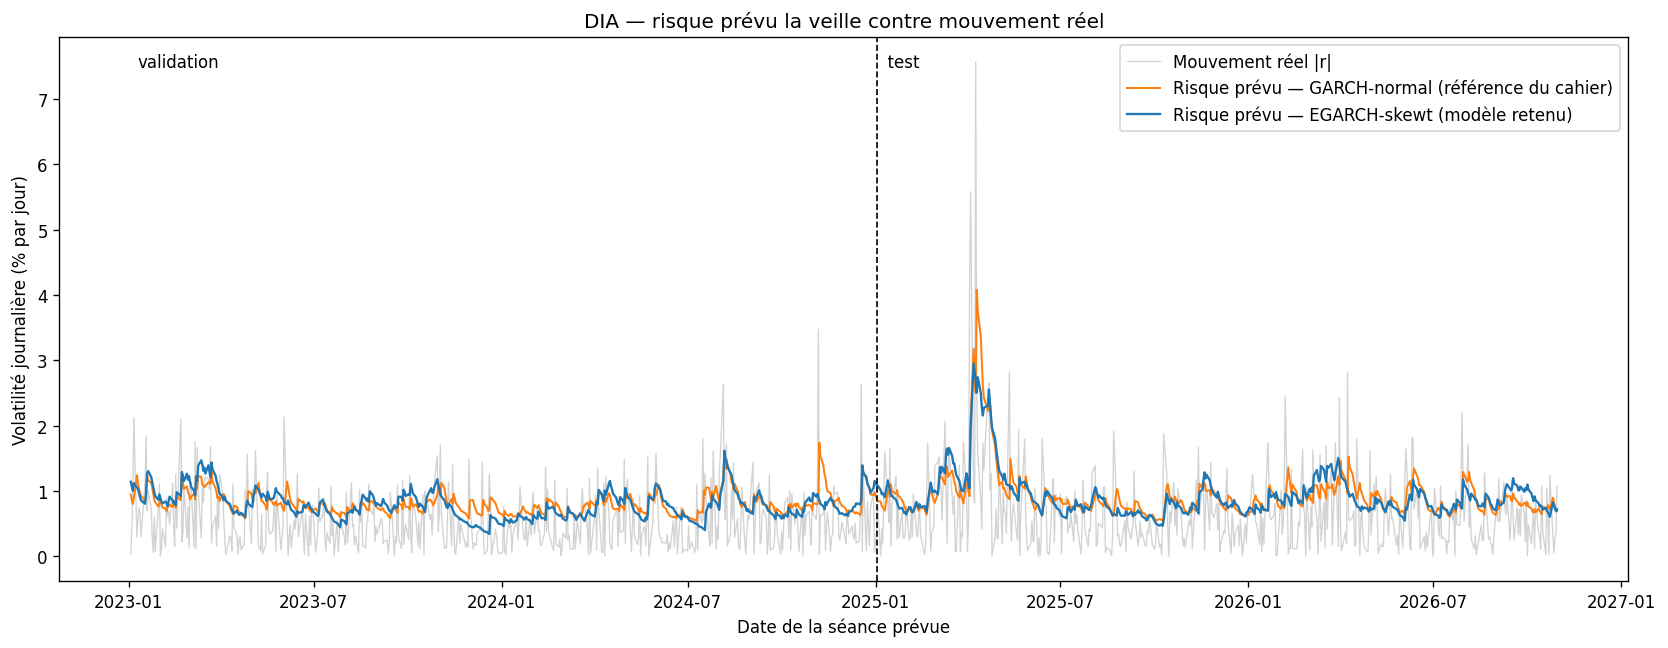 DIA — risque prévu la veille contre mouvement réel
validation
test
Mouvement réel |r|
Risque prévu — GARCH-normal (référence du cahier)
Risque prévu — EGARCH-skewt (modèle retenu)
Volatilité journalière (% par jour)
7
6
5
4
3
2
1
0
2023-01
2023-07
2024-01
2024-07
2025-01
2025-07
2026-01
2026-07
2027-01
Date de la séance prévue